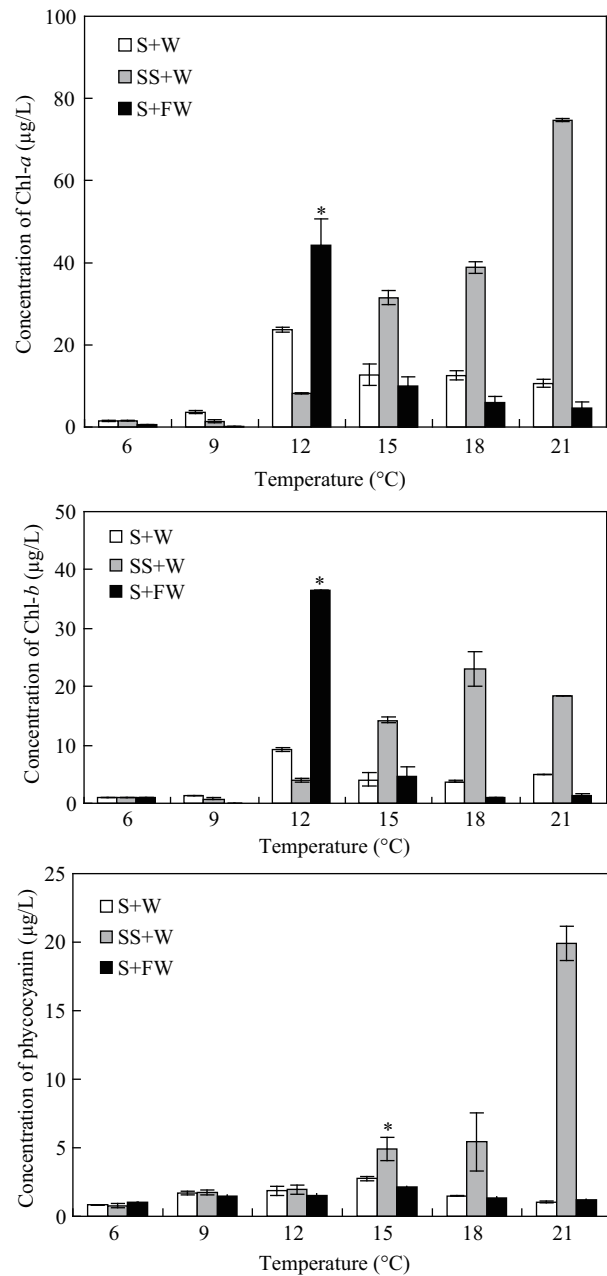 100
80
60
40
20
0
Concentration of Chl-a (μg/L)
S+W
SS+W
S+FW
*
6 9 12 15 18 21
Temperature (°C)
50
40
30
20
10
0
Concentration of Chl-b (μg/L)
S+W
SS+W
S+FW
*
6 9 12 15 18 21
Temperature (°C)
25
20
15
10
5
0
Concentration of phycocyanin (μg/L)
S+W
SS+W
S+FW
*
6 9 12 15 18 21
Temperature (°C)